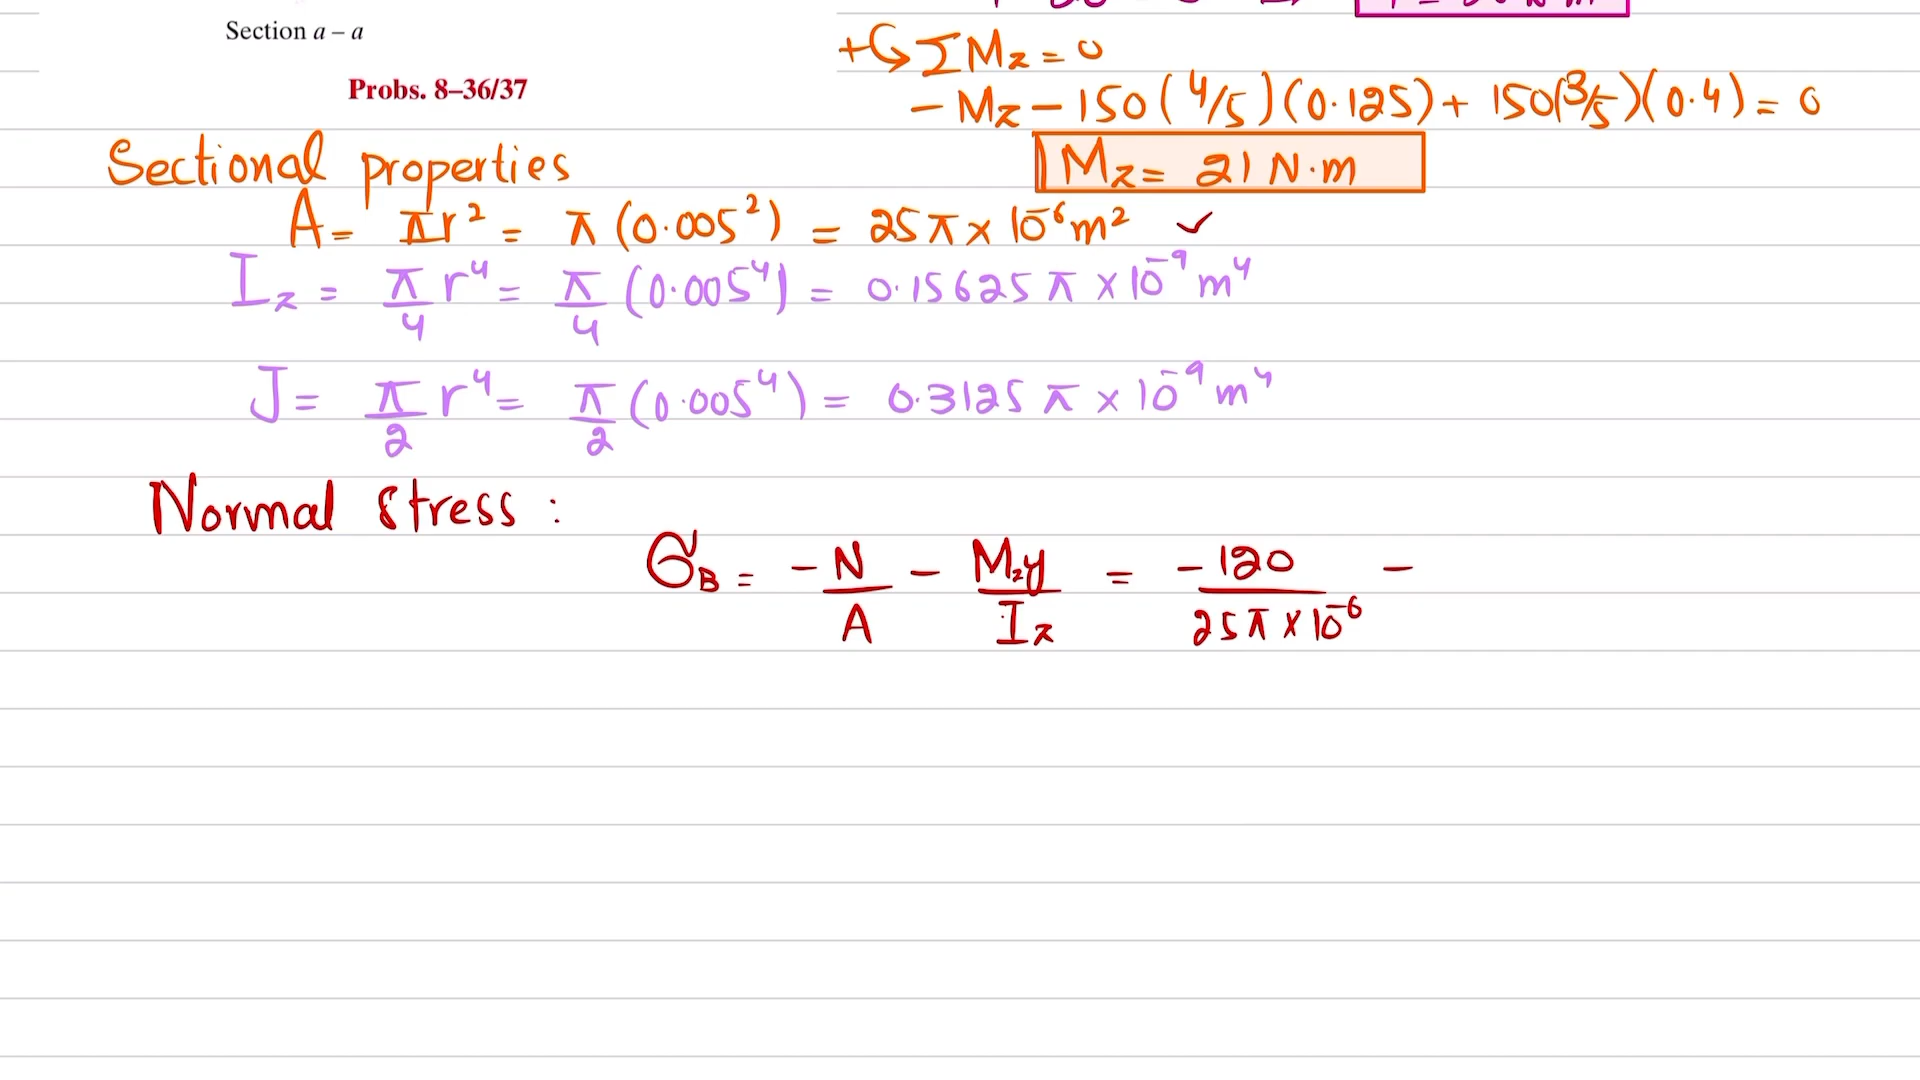 Section a – a
Probs. 8–36/37
+↺ ΣMz = 0
− Mz − 150 (4/5)(0.125) + 150(3/5)(0.4) = 0
Mz = 21 N·m
Sectional properties
A = πr² = π (0.005²) = 25π × 10⁻⁶ m² ✓
Iz = π/4 r⁴ = π/4 (0.005⁴) = 0.15625 π × 10⁻⁹ m⁴
J = π/2 r⁴ = π/2 (0.005⁴) = 0.3125 π × 10⁻⁹ m⁴
Normal stress :
σB = −N/A − Mzy/Iz = −120/25π × 10⁻⁶ −